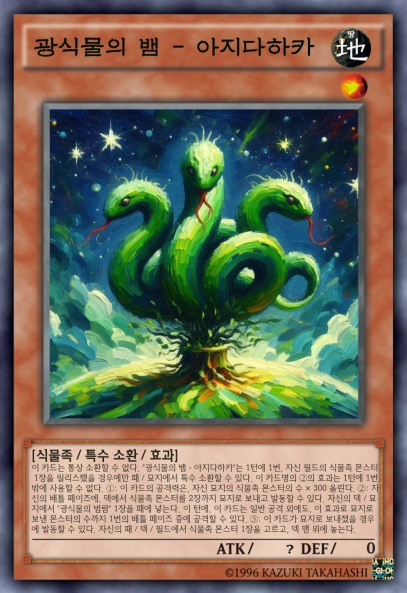 광식물의 뱀 - 아지다하카
땅
地
[식물족 / 특수 소환 / 효과]
이 카드는 통상 소환할 수 없다. "광식물의 뱀 - 아지다하카"는 1턴에 1번, 자신 필드의 식물족 몬스터
1장을 릴리스했을 경우에만 패 / 묘지에서 특수 소환할 수 있다. 이 카드명의 ②의 효과는 1턴에 1번
밖에 사용할 수 없다. ①: 이 카드의 공격력은, 자신 묘지의 식물족 몬스터의 수 × 300 올린다. ②: 자
신의 배틀 페이즈에, 덱에서 식물족 몬스터를 2장까지 묘지로 보내고 발동할 수 있다. 자신의 덱 / 묘
지에서 "광식물의 범람" 1장을 패에 넣는다. 이 턴에, 이 카드는 일반 공격 외에도, 이 효과로 묘지로
보낸 몬스터의 수까지 1번의 배틀 페이즈 중에 공격할 수 있다. ③: 이 카드가 묘지로 보내졌을 경우
에 발동할 수 있다. 자신의 패 / 덱 / 필드에서 식물족 몬스터 1장을 고르고, 덱 맨 위에 놓는다.
ATK / ? DEF / 0
©1996 KAZUKI TAKAHASHI